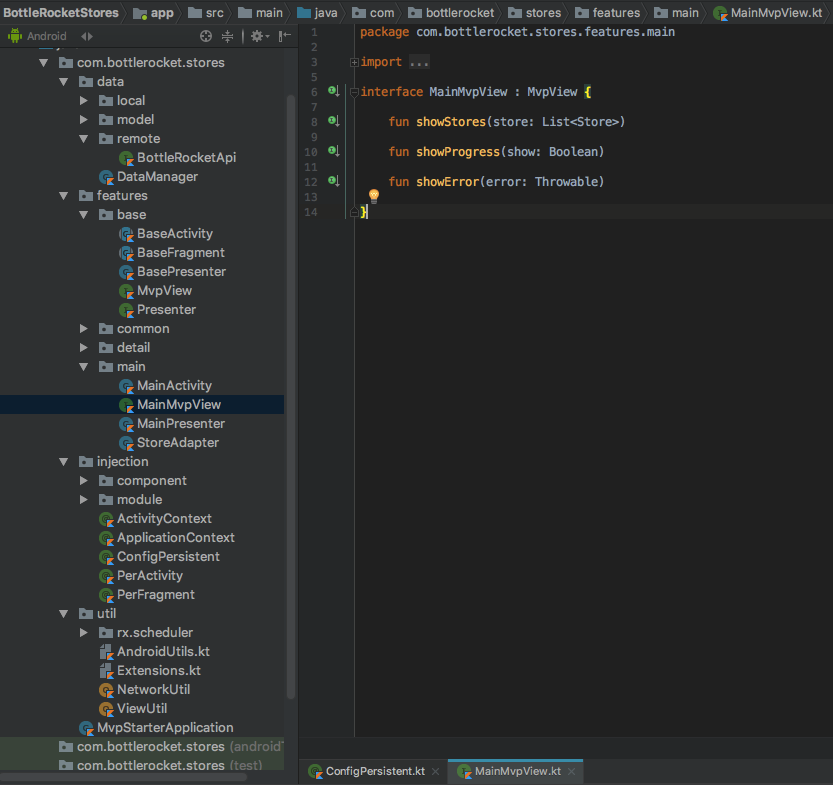 BottleRocketStores app src main java com bottlerocket stores features main MainMvpView.kt
Android
com.bottlerocket.stores
data
local
model
remote
BottleRocketApi
DataManager
features
base
BaseActivity
BaseFragment
BasePresenter
MvpView
Presenter
common
detail
main
MainActivity
MainMvpView
MainPresenter
StoreAdapter
injection
component
module
ActivityContext
ApplicationContext
ConfigPersistent
PerActivity
PerFragment
util
rx.scheduler
AndroidUtils.kt
Extensions.kt
NetworkUtil
ViewUtil
MvpStarterApplication
com.bottlerocket.stores (androidT
com.bottlerocket.stores (test)
1 package com.bottlerocket.stores.features.main
2
3 import ...
5
6 interface MainMvpView : MvpView {
7
8 fun showStores(store: List<Store>)
9
10 fun showProgress(show: Boolean)
11
12 fun showError(error: Throwable)
13
14 }
ConfigPersistent.kt MainMvpView.kt